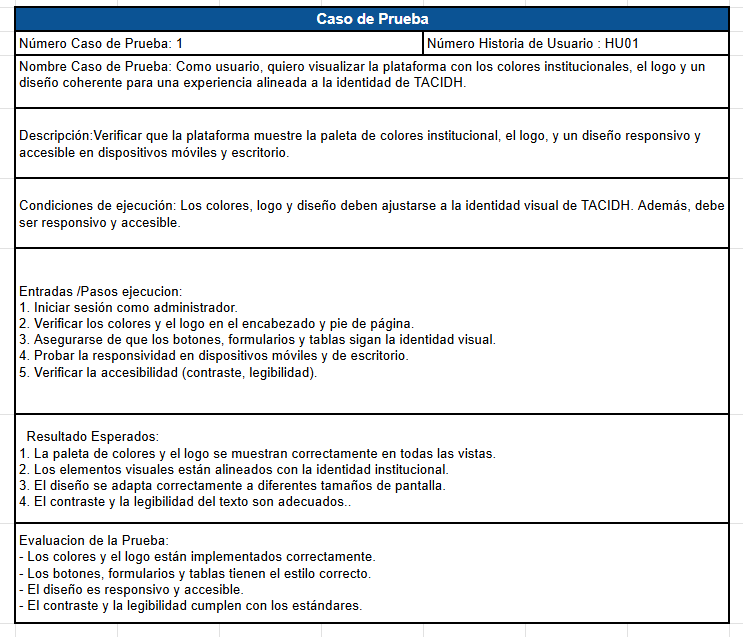 Caso de Prueba
Número Caso de Prueba: 1
Número Historia de Usuario : HU01
Nombre Caso de Prueba: Como usuario, quiero visualizar la plataforma con los colores institucionales, el logo y un
diseño coherente para una experiencia alineada a la identidad de TACIDH.
Descripción:Verificar que la plataforma muestre la paleta de colores institucional, el logo, y un diseño responsivo y
accesible en dispositivos móviles y escritorio.
Condiciones de ejecución: Los colores, logo y diseño deben ajustarse a la identidad visual de TACIDH. Además, debe
ser responsivo y accesible.
Entradas /Pasos ejecucion:
1. Iniciar sesión como administrador.
2. Verificar los colores y el logo en el encabezado y pie de página.
3. Asegurarse de que los botones, formularios y tablas sigan la identidad visual.
4. Probar la responsividad en dispositivos móviles y de escritorio.
5. Verificar la accesibilidad (contraste, legibilidad).
Resultado Esperados:
1. La paleta de colores y el logo se muestran correctamente en todas las vistas.
2. Los elementos visuales están alineados con la identidad institucional.
3. El diseño se adapta correctamente a diferentes tamaños de pantalla.
4. El contraste y la legibilidad del texto son adecuados..
Evaluacion de la Prueba:
- Los colores y el logo están implementados correctamente.
- Los botones, formularios y tablas tienen el estilo correcto.
- El diseño es responsivo y accesible.
- El contraste y la legibilidad cumplen con los estándares.